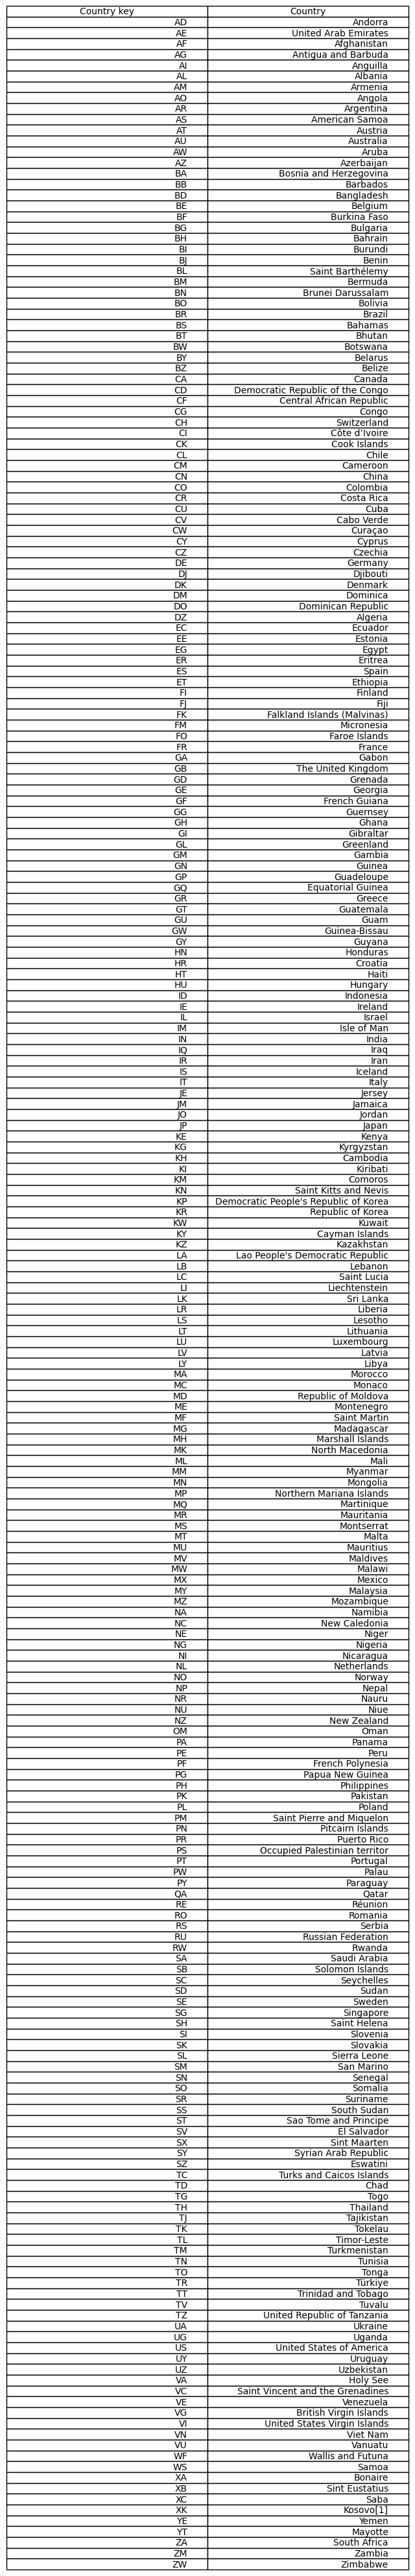 Country key Country
AD Andorra
AE United Arab Emirates
AF Afghanistan
AG Antigua and Barbuda
AI Anguilla
AL Albania
AM Armenia
AO Angola
AR Argentina
AS American Samoa
AT Austria
AU Australia
AW Aruba
AZ Azerbaijan
BA Bosnia and Herzegovina
BB Barbados
BD Bangladesh
BE Belgium
BF Burkina Faso
BG Bulgaria
BH Bahrain
BI Burundi
BJ Benin
BL Saint Barthélemy
BM Bermuda
BN Brunei Darussalam
BO Bolivia
BR Brazil
BS Bahamas
BT Bhutan
BW Botswana
BY Belarus
BZ Belize
CA Canada
CD Democratic Republic of the Congo
CF Central African Republic
CG Congo
CH Switzerland
CI Côte d’Ivoire
CK Cook Islands
CL Chile
CM Cameroon
CN China
CO Colombia
CR Costa Rica
CU Cuba
CV Cabo Verde
CW Curaçao
CY Cyprus
CZ Czechia
DE Germany
DJ Djibouti
DK Denmark
DM Dominica
DO Dominican Republic
DZ Algeria
EC Ecuador
EE Estonia
EG Egypt
ER Eritrea
ES Spain
ET Ethiopia
FI Finland
FJ Fiji
FK Falkland Islands (Malvinas)
FM Micronesia
FO Faroe Islands
FR France
GA Gabon
GB The United Kingdom
GD Grenada
GE Georgia
GF French Guiana
GG Guernsey
GH Ghana
GI Gibraltar
GL Greenland
GM Gambia
GN Guinea
GP Guadeloupe
GQ Equatorial Guinea
GR Greece
GT Guatemala
GU Guam
GW Guinea-Bissau
GY Guyana
HN Honduras
HR Croatia
HT Haiti
HU Hungary
ID Indonesia
IE Ireland
IL Israel
IM Isle of Man
IN India
IQ Iraq
IR Iran
IS Iceland
IT Italy
JE Jersey
JM Jamaica
JO Jordan
JP Japan
KE Kenya
KG Kyrgyzstan
KH Cambodia
KI Kiribati
KM Comoros
KN Saint Kitts and Nevis
KP Democratic People's Republic of Korea
KR Republic of Korea
KW Kuwait
KY Cayman Islands
KZ Kazakhstan
LA Lao People's Democratic Republic
LB Lebanon
LC Saint Lucia
LI Liechtenstein
LK Sri Lanka
LR Liberia
LS Lesotho
LT Lithuania
LU Luxembourg
LV Latvia
LY Libya
MA Morocco
MC Monaco
MD Republic of Moldova
ME Montenegro
MF Saint Martin
MG Madagascar
MH Marshall Islands
MK North Macedonia
ML Mali
MM Myanmar
MN Mongolia
MP Northern Mariana Islands
MQ Martinique
MR Mauritania
MS Montserrat
MT Malta
MU Mauritius
MV Maldives
MW Malawi
MX Mexico
MY Malaysia
MZ Mozambique
NA Namibia
NC New Caledonia
NE Niger
NG Nigeria
NI Nicaragua
NL Netherlands
NO Norway
NP Nepal
NR Nauru
NU Niue
NZ New Zealand
OM Oman
PA Panama
PE Peru
PF French Polynesia
PG Papua New Guinea
PH Philippines
PK Pakistan
PL Poland
PM Saint Pierre and Miquelon
PN Pitcairn Islands
PR Puerto Rico
PS Occupied Palestinian territor
PT Portugal
PW Palau
PY Paraguay
QA Qatar
RE Réunion
RO Romania
RS Serbia
RU Russian Federation
RW Rwanda
SA Saudi Arabia
SB Solomon Islands
SC Seychelles
SD Sudan
SE Sweden
SG Singapore
SH Saint Helena
SI Slovenia
SK Slovakia
SL Sierra Leone
SM San Marino
SN Senegal
SO Somalia
SR Suriname
SS South Sudan
ST Sao Tome and Principe
SV El Salvador
SX Sint Maarten
SY Syrian Arab Republic
SZ Eswatini
TC Turks and Caicos Islands
TD Chad
TG Togo
TH Thailand
TJ Tajikistan
TK Tokelau
TL Timor-Leste
TM Turkmenistan
TN Tunisia
TO Tonga
TR Türkiye
TT Trinidad and Tobago
TV Tuvalu
TZ United Republic of Tanzania
UA Ukraine
UG Uganda
US United States of America
UY Uruguay
UZ Uzbekistan
VA Holy See
VC Saint Vincent and the Grenadines
VE Venezuela
VG British Virgin Islands
VI United States Virgin Islands
VN Viet Nam
VU Vanuatu
WF Wallis and Futuna
WS Samoa
XA Bonaire
XB Sint Eustatius
XC Saba
XK Kosovo[1]
YE Yemen
YT Mayotte
ZA South Africa
ZM Zambia
ZW Zimbabwe